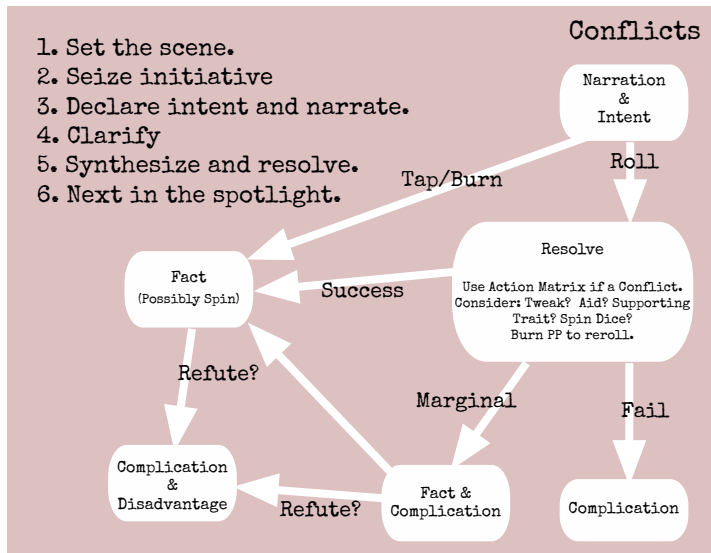 Conflicts
1. Set the scene.
2. Seize initiative
3. Declare intent and narrate.
4. Clarify
5. Synthesize and resolve.
6. Next in the spotlight.
Narration
&
Intent
Tap/Burn
Roll
Resolve
Use Action Matrix if a Conflict.
Consider: Tweak? Aid? Supporting
Trait? Spin Dice?
Burn PP to reroll.
Fact
(Possibly Spin)
Success
Refute?
Marginal
Fail
Complication
&
Disadvantage
Refute?
Fact &
Complication
Complication